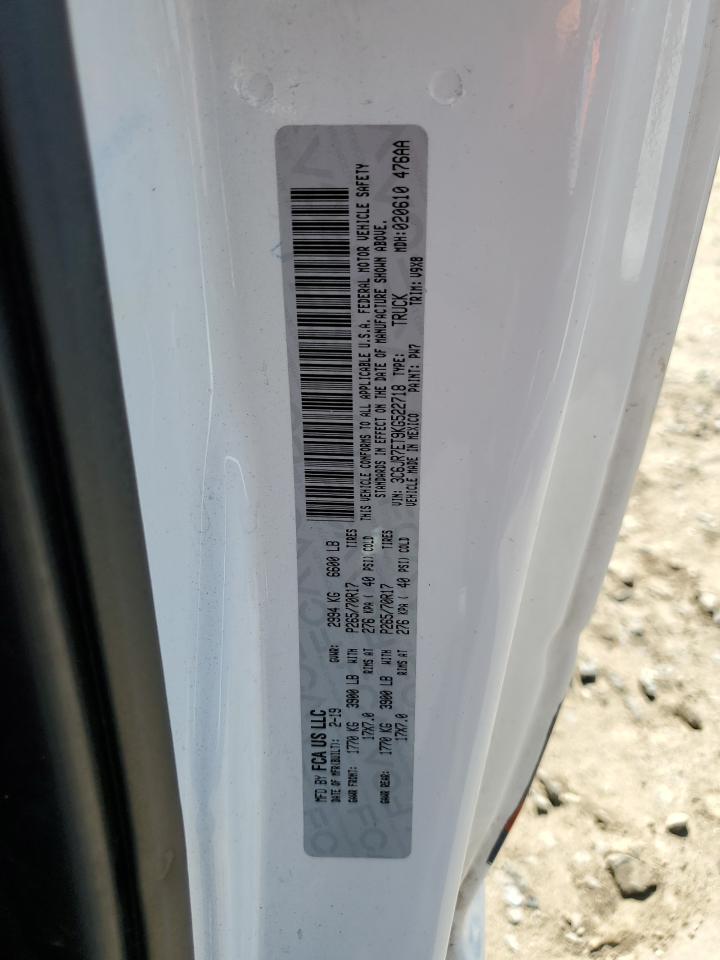 MFD BY FCA US LLC
DATE OF MFR(BUILT): 2-19 GVWR: 2994 KG 6600 LB
GAWR FRONT: 1770 KG 3900 LB WITH P265/70R17 TIRES
17X7.0 RIMS AT 276 KPA ( 40 PSI) COLD
GAWR REAR: 1770 KG 3900 LB WITH P265/70R17 TIRES
17X7.0 RIMS AT 276 KPA ( 40 PSI) COLD
THIS VEHICLE CONFORMS TO ALL APPLICABLE U.S.A. FEDERAL MOTOR VEHICLE SAFETY
STANDARDS IN EFFECT ON THE DATE OF MANUFACTURE SHOWN ABOVE.
VIN: 3C6JR7ET9KG522718 TYPE: TRUCK MDH:020610 476AA
VEHICLE MADE IN MEXICO PAINT: PW7 TRIM: V9X8